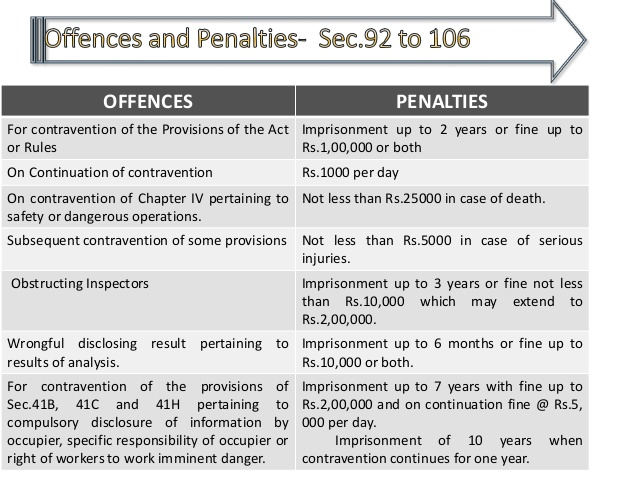 Offences and Penalties- Sec.92 to 106
OFFENCES
PENALTIES
For contravention of the Provisions of the Act
or Rules
Imprisonment up to 2 years or fine up to
Rs.1,00,000 or both
On Continuation of contravention
Rs.1000 per day
On contravention of Chapter IV pertaining to
safety or dangerous operations.
Not less than Rs.25000 in case of death.
Subsequent contravention of some provisions
Not less than Rs.5000 in case of serious
injuries.
Obstructing Inspectors
Imprisonment up to 3 years or fine not less
than Rs.10,000 which may extend to
Rs.2,00,000.
Wrongful disclosing result pertaining to
results of analysis.
Imprisonment up to 6 months or fine up to
Rs.10,000 or both.
For contravention of the provisions of
Sec.41B, 41C and 41H pertaining to
compulsory disclosure of information by
occupier, specific responsibility of occupier or
right of workers to work imminent danger.
Imprisonment up to 7 years with fine up to
Rs.2,00,000 and on continuation fine @ Rs.5,
000 per day.
Imprisonment of 10 years when
contravention continues for one year.